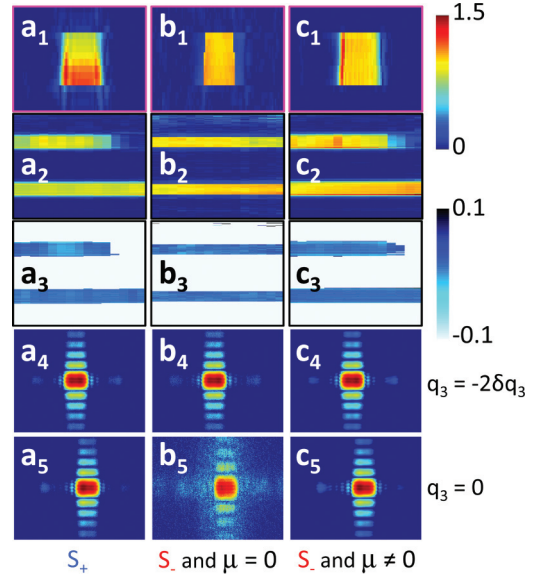 a₁ b₁ c₁ 1.5
0
a₂ b₂ c₂
0.1
a₃ b₃ c₃
-0.1
a₄ b₄ c₄ q₃ = -2δq₃
a₅ b₅ c₅ q₃ = 0
S₊ S₋ and μ = 0 S₋ and μ ≠ 0